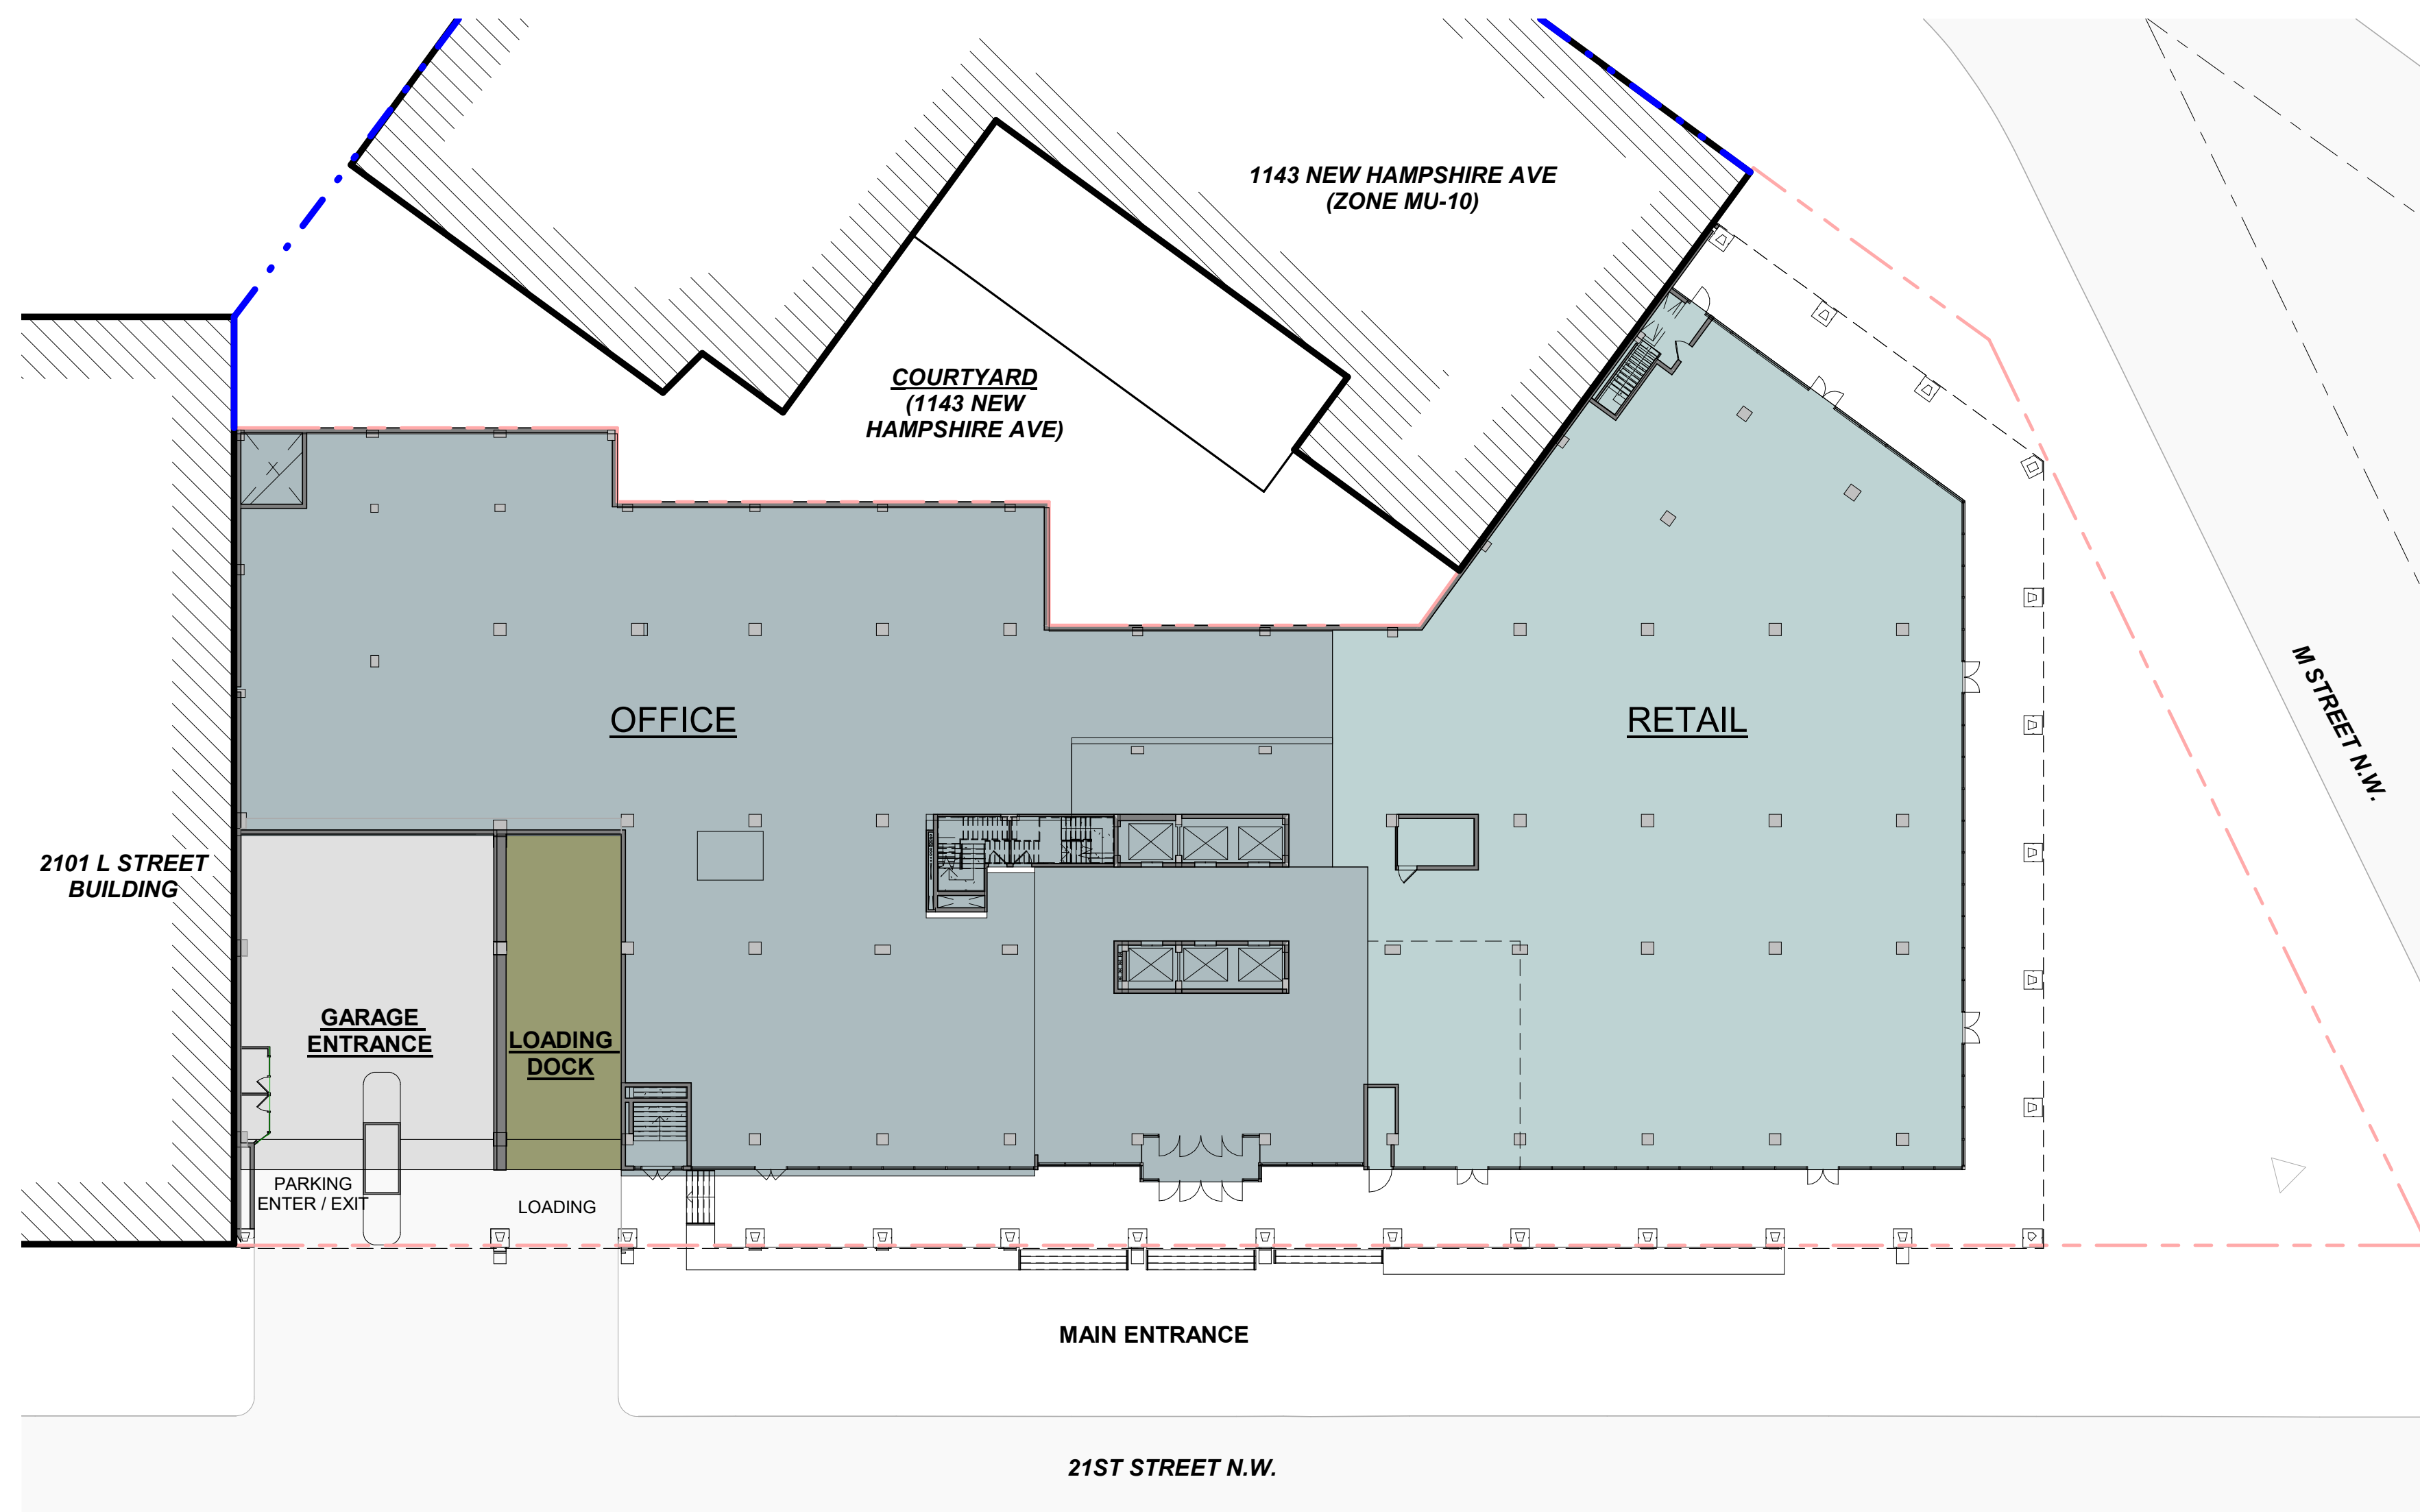 1143 NEW HAMPSHIRE AVE
(ZONE MU-10)
COURTYARD
(1143 NEW
HAMPSHIRE AVE)
OFFICE
RETAIL
M STREET N.W.
2101 L STREET
BUILDING
GARAGE
ENTRANCE
LOADING
DOCK
PARKING
ENTER / EXIT
LOADING
MAIN ENTRANCE
21ST STREET N.W.